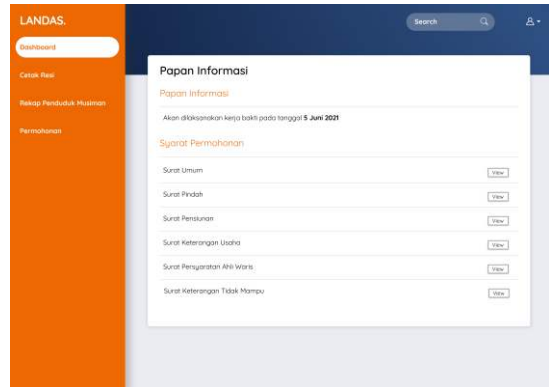 LANDAS.
Search
Dashboard
Cetak Resi
Rekap Penduduk Musiman
Permohonan
Papan Informasi
Papan Informasi
Akan dilaksanakan kerja bakti pada tanggal 5 Juni 2021
Syarat Permohonan
Surat Umum
View
Surat Pindah
View
Surat Pensiunan
View
Surat Keterangan Usaha
View
Surat Persyaratan Ahli Waris
View
Surat Keterangan Tidak Mampu
View